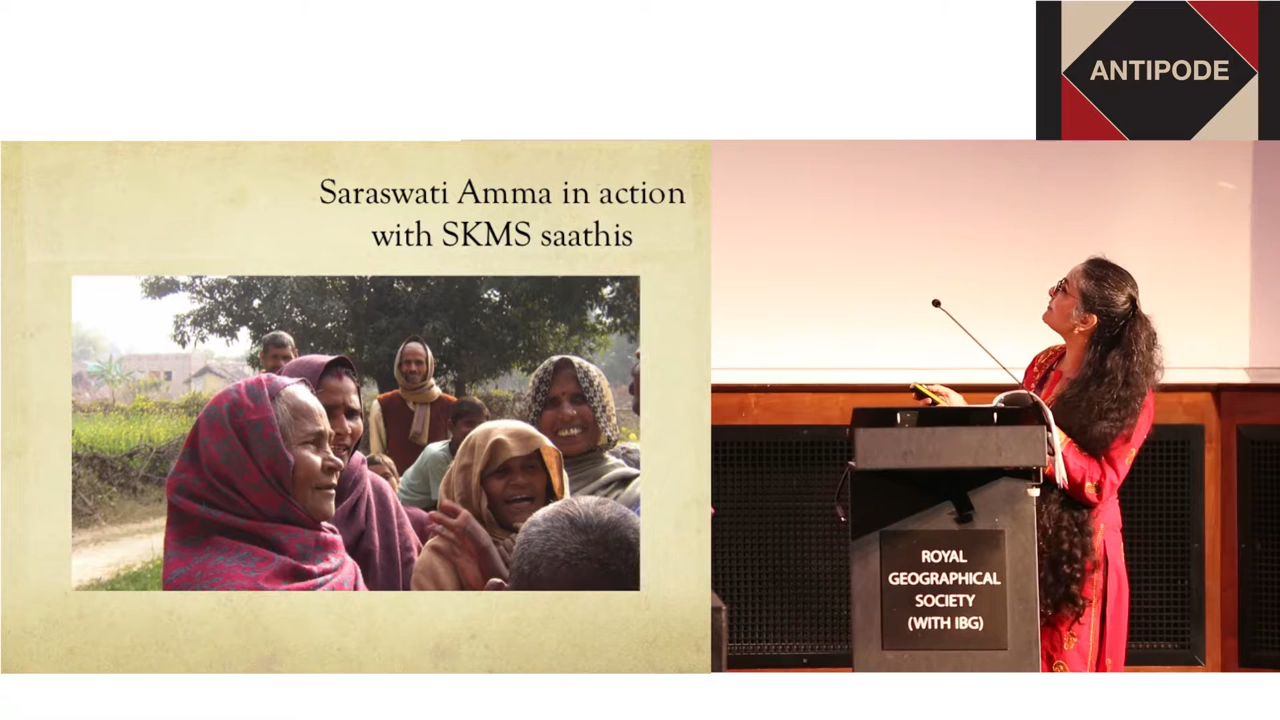 ANTIPODE
Saraswati Amma in action
with SKMS saathis
ROYAL
GEOGRAPHICAL
SOCIETY
(WITH IBG)